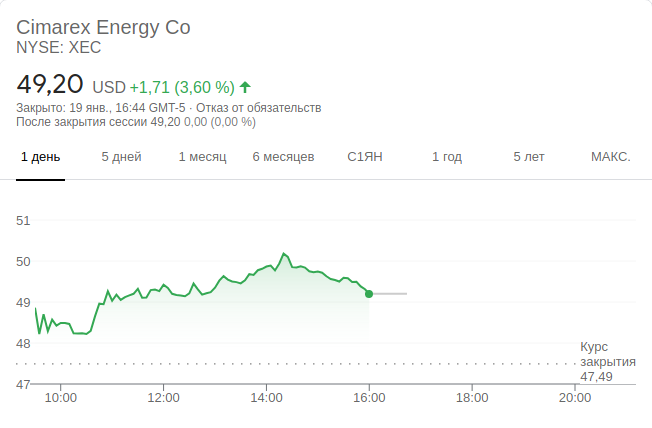 Cimarex Energy Co
NYSE: XEC
49,20 USD +1,71 (3,60 %)
Закрыто: 19 янв., 16:44 GMT-5 · Отказ от обязательств
После закрытия сессии 49,20 0,00 (0,00 %)
1 день 5 дней 1 месяц 6 месяцев С1ЯН 1 год 5 лет МАКС.
51
50
49
48
Курс
закрытия
47,49
47
10:00 12:00 14:00 16:00 18:00 20:00